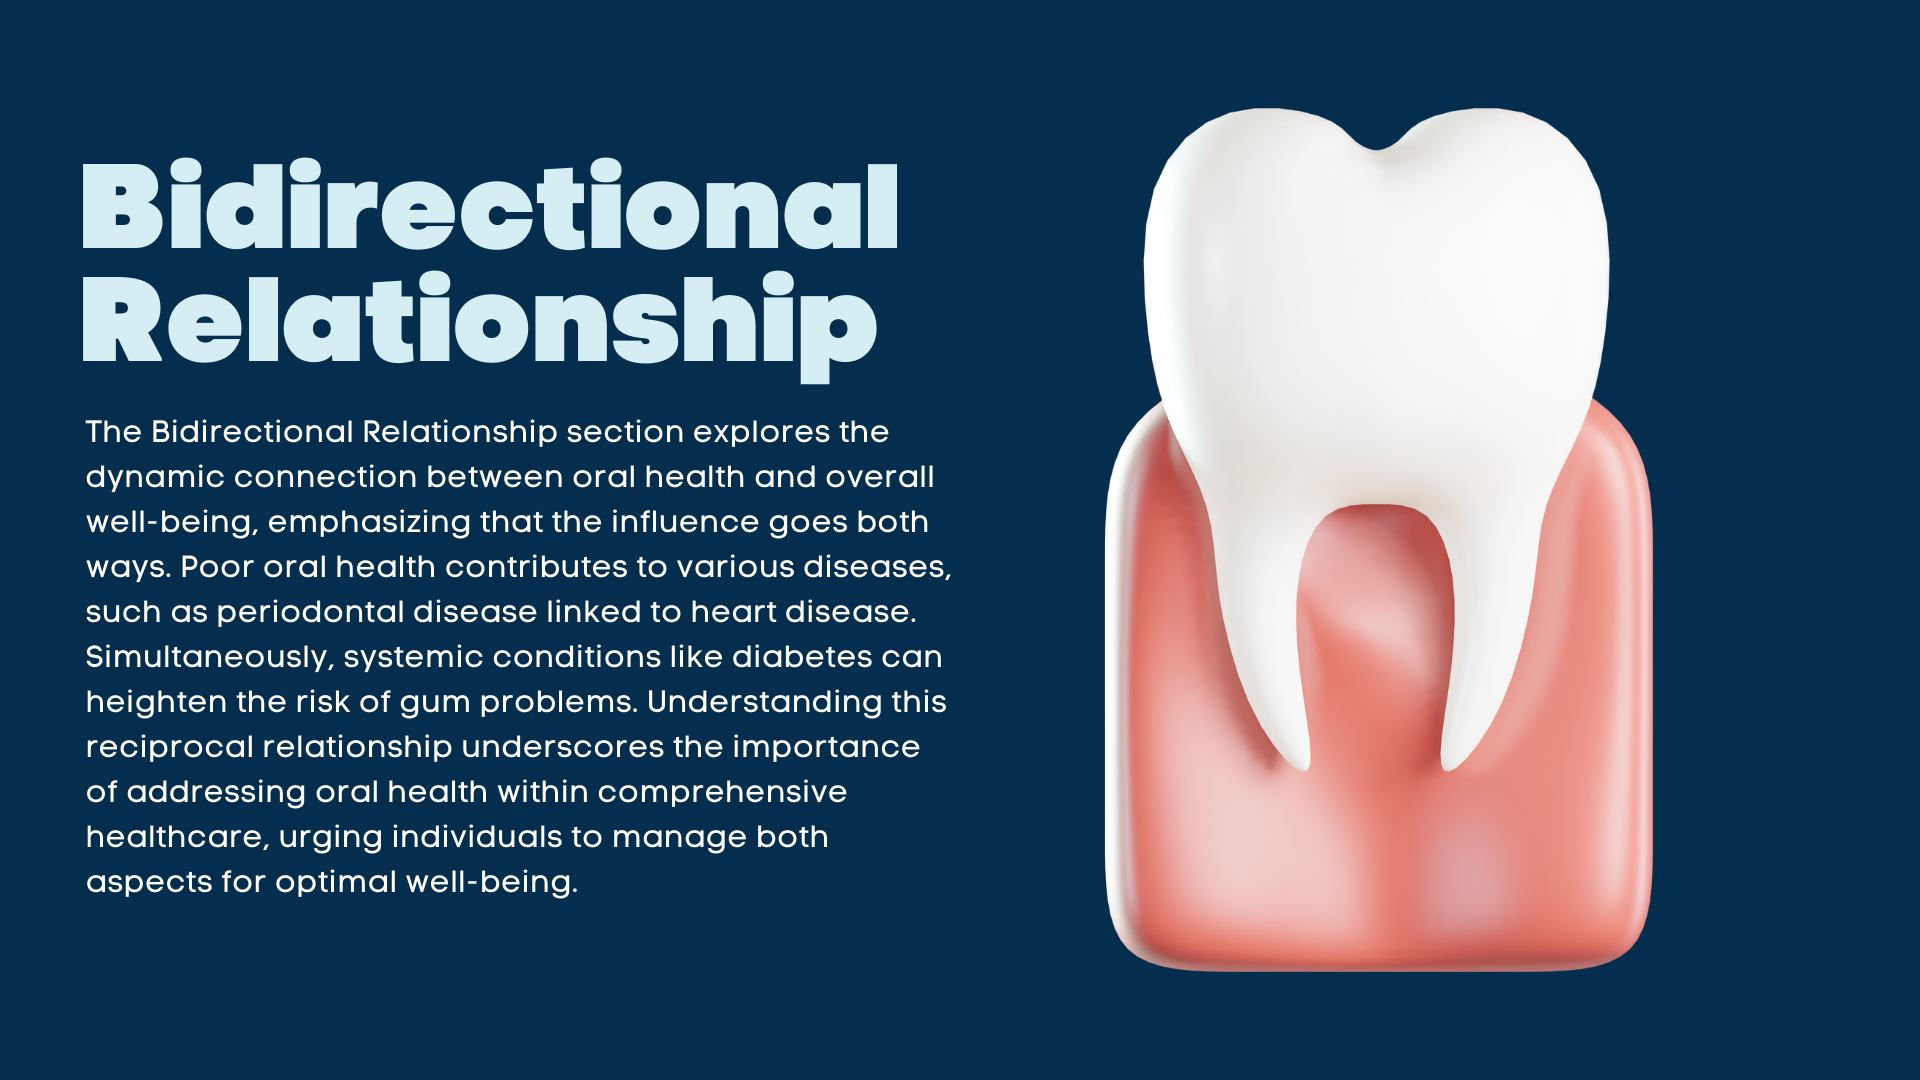 Bidirectional
Relationship
The Bidirectional Relationship section explores the
dynamic connection between oral health and overall
well-being, emphasizing that the influence goes both
ways. Poor oral health contributes to various diseases,
such as periodontal disease linked to heart disease.
Simultaneously, systemic conditions like diabetes can
heighten the risk of gum problems. Understanding this
reciprocal relationship underscores the importance
of addressing oral health within comprehensive
healthcare, urging individuals to manage both
aspects for optimal well-being.